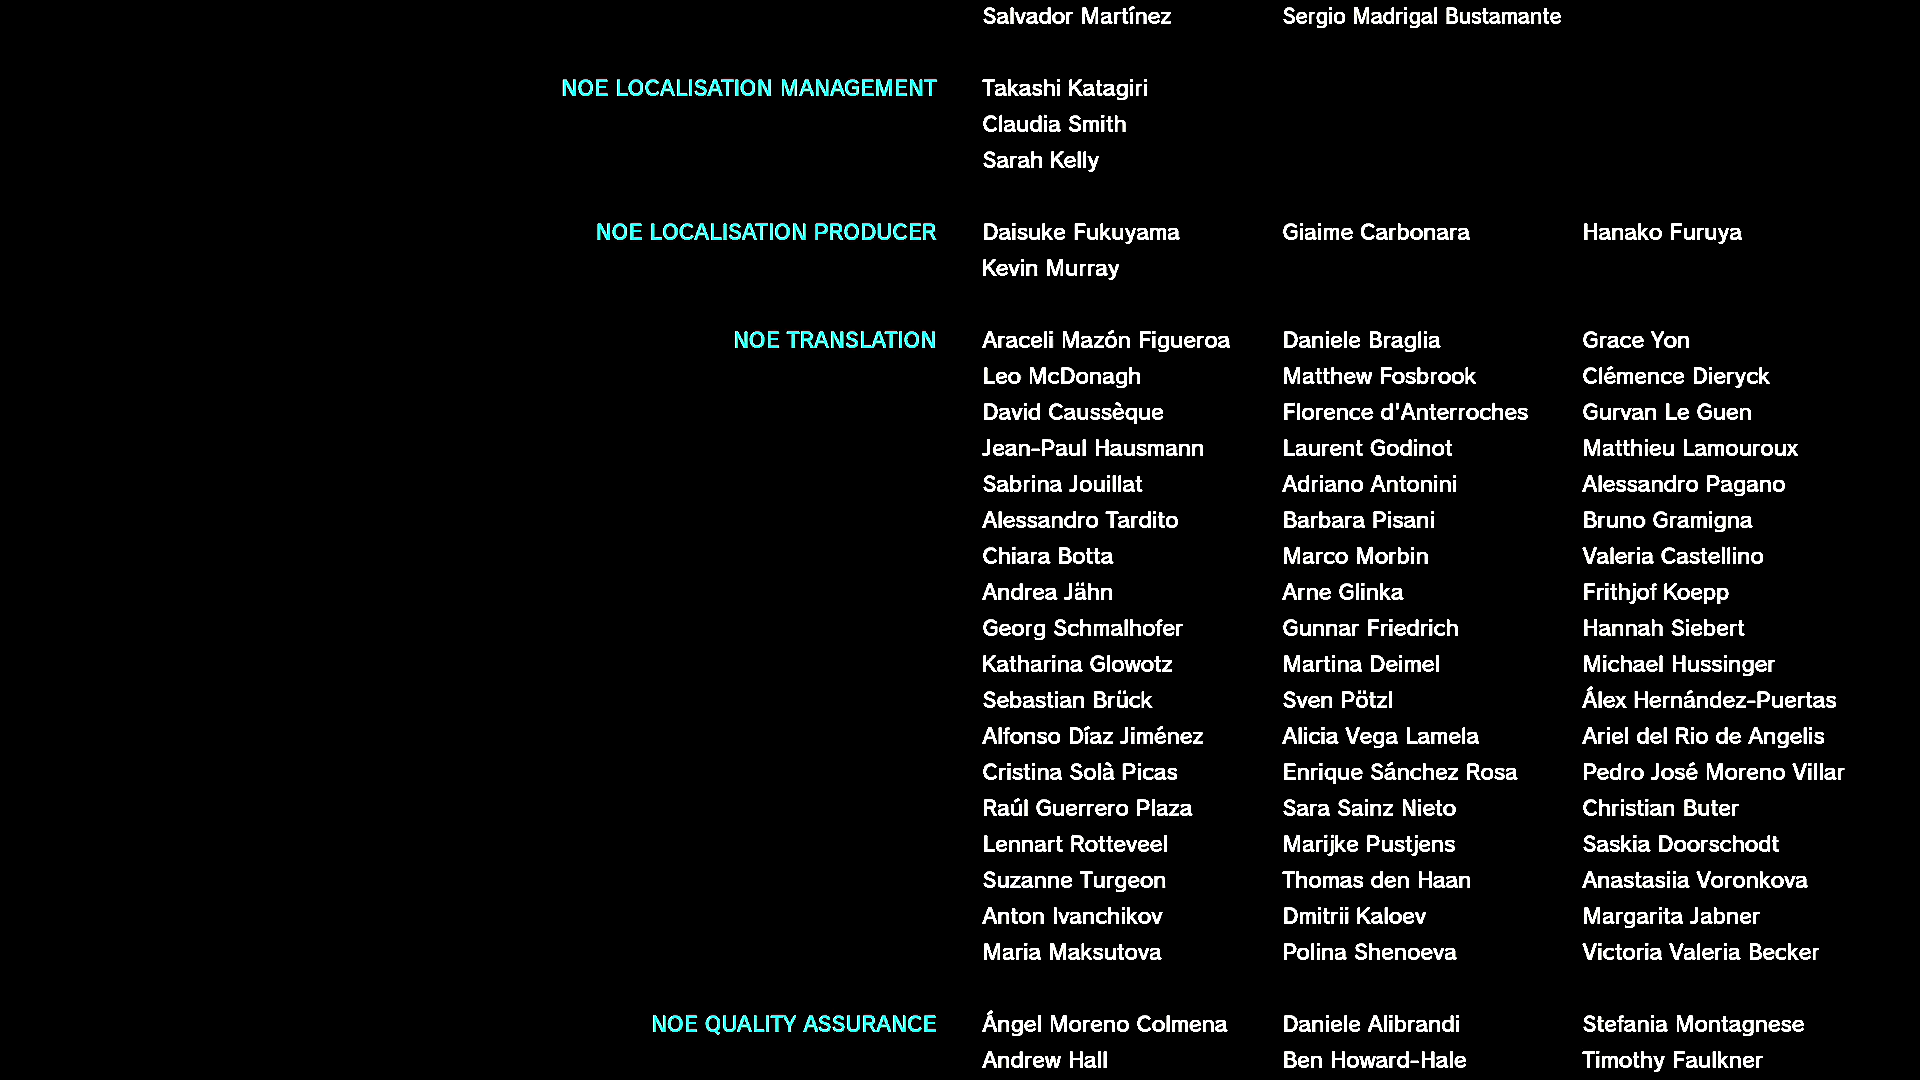 Salvador Martínez Sergio Madrigal Bustamante
NOE LOCALISATION MANAGEMENT Takashi Katagiri
Claudia Smith
Sarah Kelly
NOE LOCALISATION PRODUCER Daisuke Fukuyama Giaime Carbonara Hanako Furuya
Kevin Murray
NOE TRANSLATION Araceli Mazón Figueroa Daniele Braglia Grace Yon
Leo McDonagh Matthew Fosbrook Clémence Dieryck
David Caussèque Florence d'Anterroches Gurvan Le Guen
Jean-Paul Hausmann Laurent Godinot Matthieu Lamouroux
Sabrina Jouillat Adriano Antonini Alessandro Pagano
Alessandro Tardito Barbara Pisani Bruno Gramigna
Chiara Botta Marco Morbin Valeria Castellino
Andrea Jähn Arne Glinka Frithjof Koepp
Georg Schmalhofer Gunnar Friedrich Hannah Siebert
Katharina Glowotz Martina Deimel Michael Hussinger
Sebastian Brück Sven Pötzl Álex Hernández-Puertas
Alfonso Díaz Jiménez Alicia Vega Lamela Ariel del Rio de Angelis
Cristina Solà Picas Enrique Sánchez Rosa Pedro José Moreno Villar
Raúl Guerrero Plaza Sara Sainz Nieto Christian Buter
Lennart Rotteveel Marijke Pustjens Saskia Doorschodt
Suzanne Turgeon Thomas den Haan Anastasiia Voronkova
Anton Ivanchikov Dmitrii Kaloev Margarita Jabner
Maria Maksutova Polina Shenoeva Victoria Valeria Becker
NOE QUALITY ASSURANCE Ángel Moreno Colmena Daniele Alibrandi Stefania Montagnese
Andrew Hall Ben Howard-Hale Timothy Faulkner